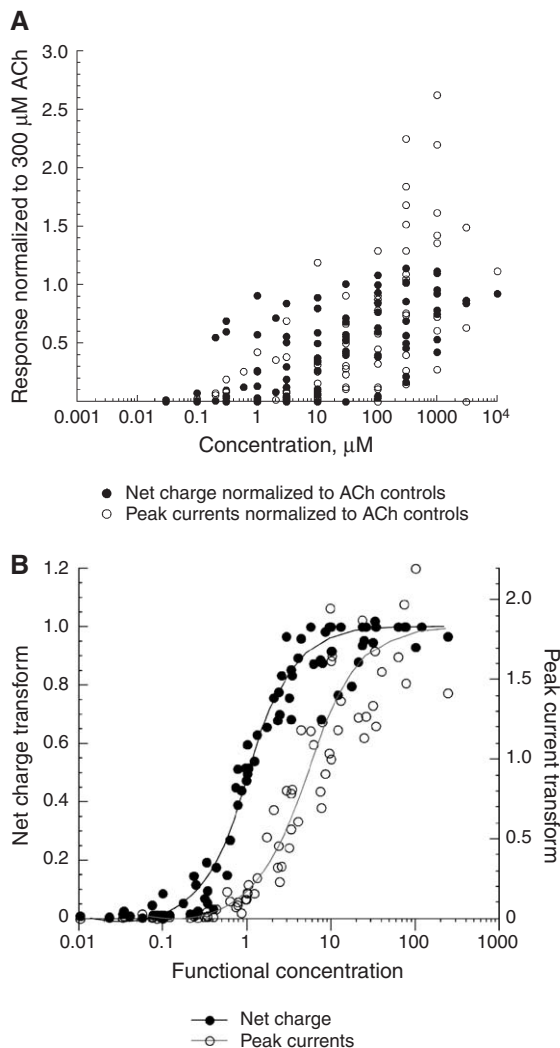 A
Response normalized to 300 μM ACh
3.0
2.5
2.0
1.5
1.0
0.5
0.001 0.01 0.1 1 10 100 1000 10⁴
Concentration, μM
● Net charge normalized to ACh controls
○ Peak currents normalized to ACh controls
B
Net charge transform
1.2
1.0
0.8
0.6
0.4
0.2
0
2.0
1.5
1.0
0.5
0
Peak current transform
0.01 0.1 1 10 100 1000
Functional concentration
Net charge
Peak currents